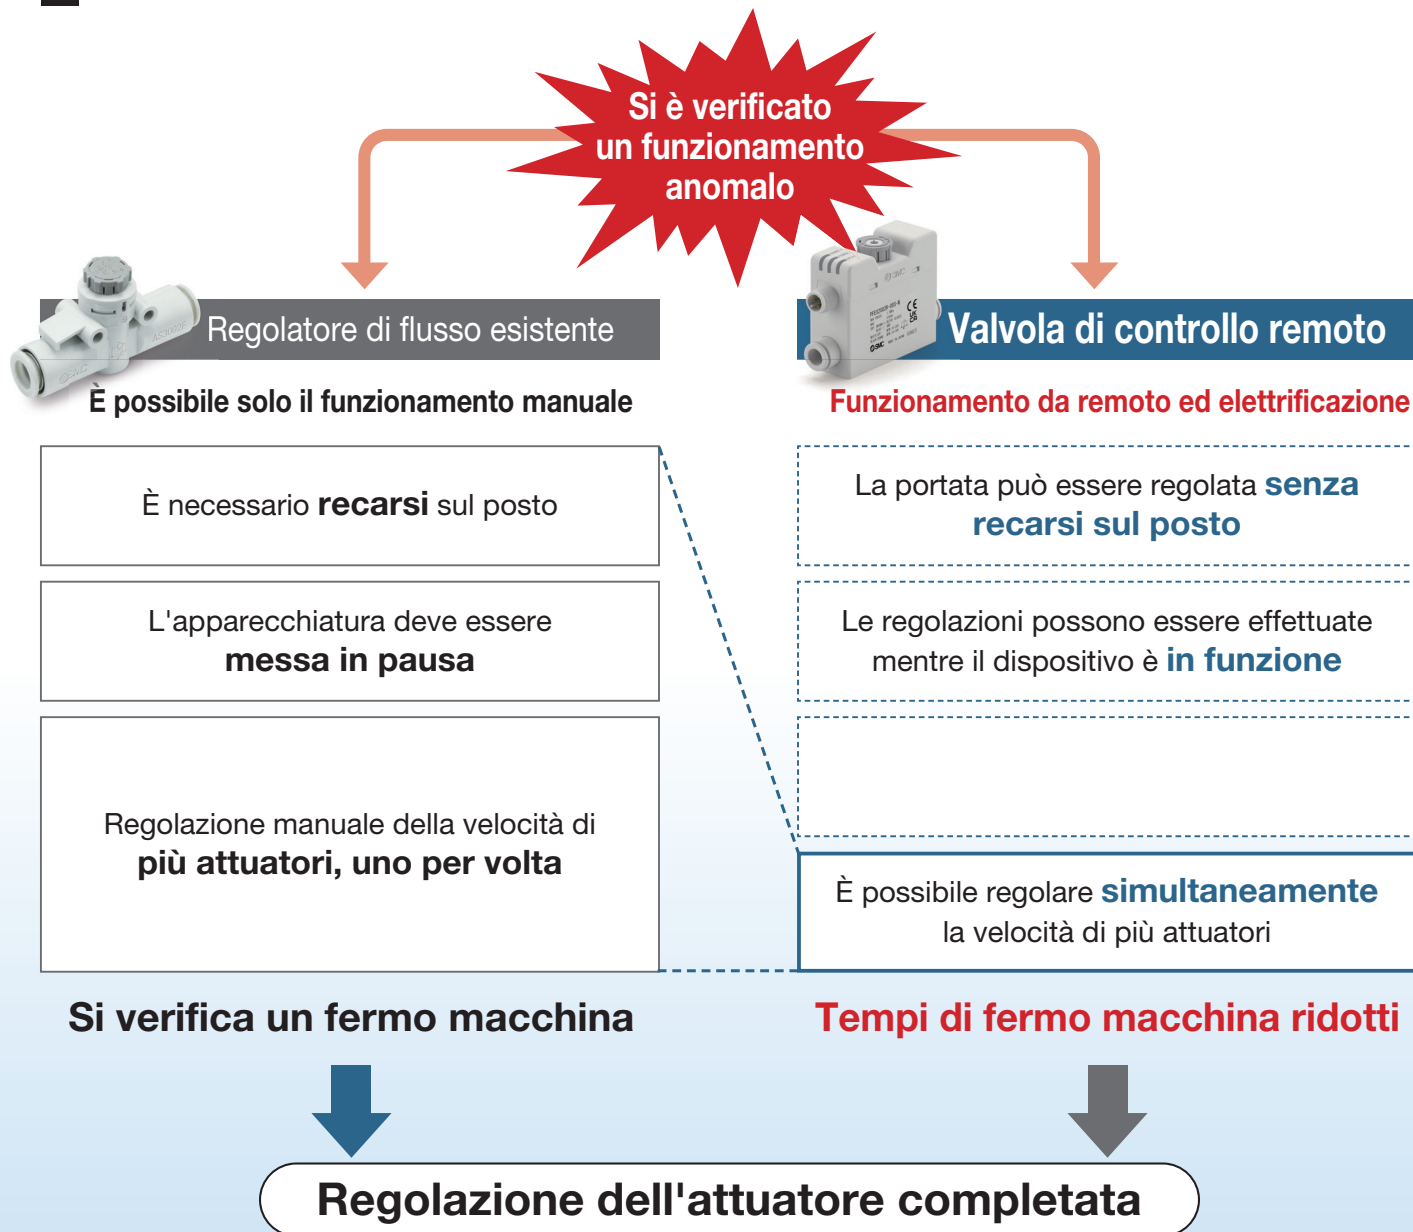 Si è verificato
un funzionamento
anomalo
Regolatore di flusso esistente
Valvola di controllo remoto
È possibile solo il funzionamento manuale
Funzionamento da remoto ed elettrificazione
È necessario recarsi sul posto
La portata può essere regolata senza
recarsi sul posto
L'apparecchiatura deve essere
messa in pausa
Le regolazioni possono essere effettuate
mentre il dispositivo è in funzione
Regolazione manuale della velocità di
più attuatori, uno per volta
È possibile regolare simultaneamente
la velocità di più attuatori
Si verifica un fermo macchina
Tempi di fermo macchina ridotti
Regolazione dell'attuatore completata